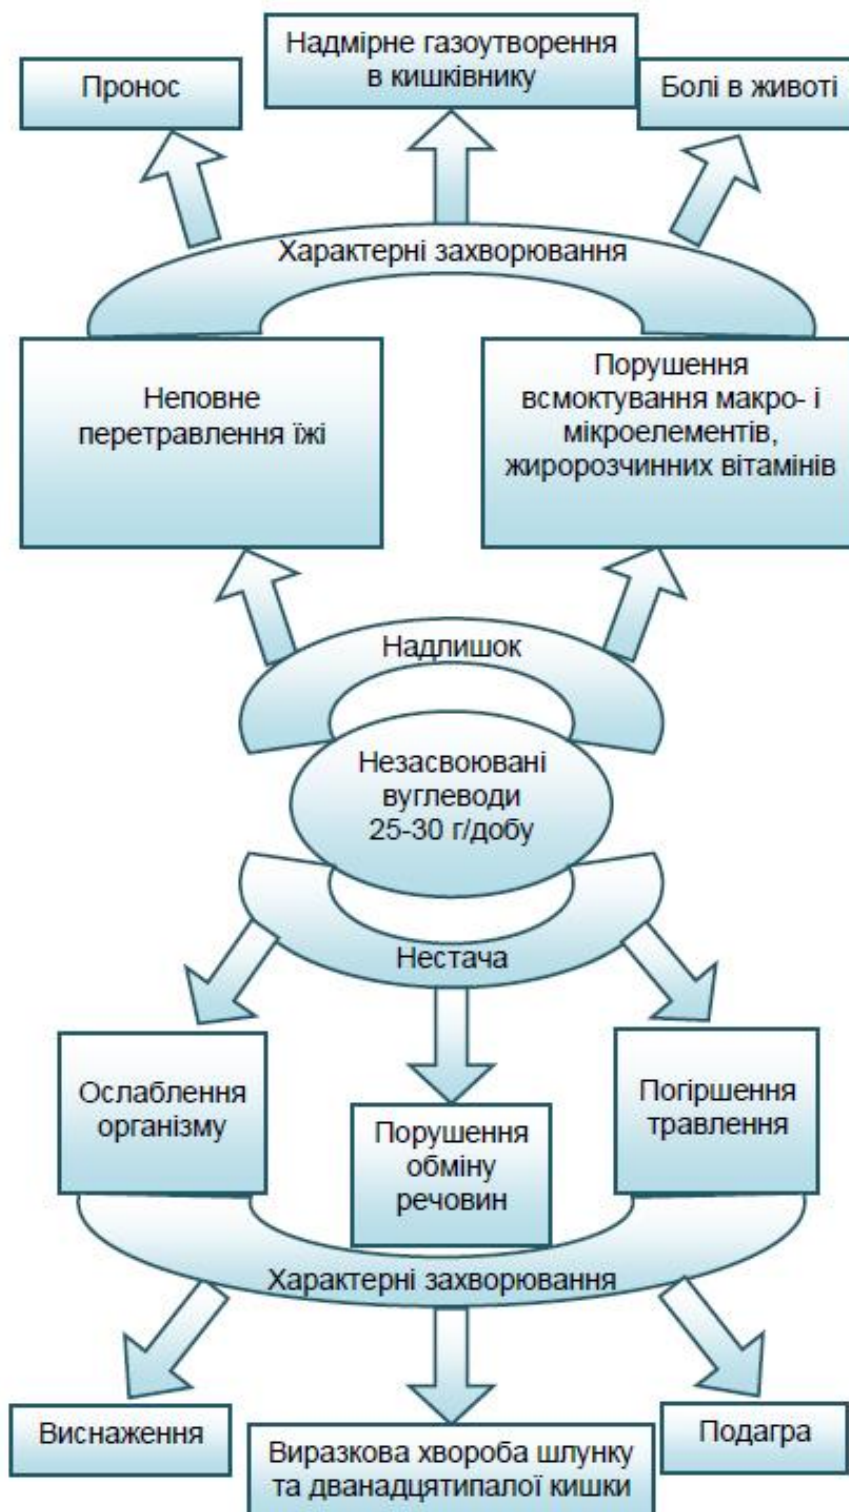 Надмірне газоутворення
в кишківнику
Пронос
Болі в животі
Характерні захворювання
Неповне
перетравлення їжі
Порушення
всмоктування макро- і
мікроелементів,
жиророзчинних вітамінів
Надлишок
Незасвоювані
вуглеводи
25-30 г/добу
Нестача
Ослаблення
організму
Порушення
обміну
речовин
Погіршення
травлення
Характерні захворювання
Виснаження
Виразкова хвороба шлунку
та дванадцятипалої кишки
Подагра